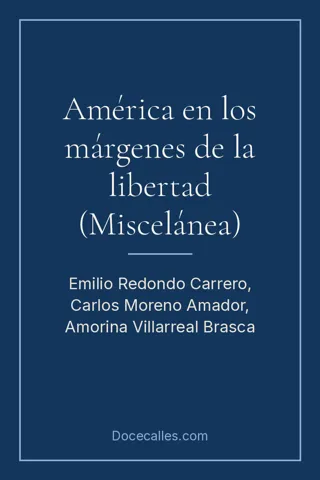 América en los
márgenes de la
libertad
(Miscelánea)
Emilio Redondo Carrero,
Carlos Moreno Amador,
Amorina Villarreal Brasca
Docecalles.com